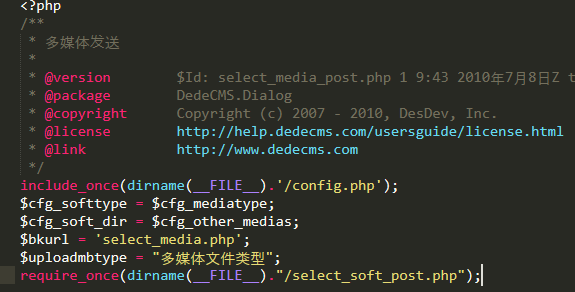 <?php
/**
 * 多媒体发送
 *
 * @version        $Id: select_media_post.php 1 9:43 2010年7月8日Z t
 * @package        DedeCMS.Dialog
 * @copyright      Copyright (c) 2007 - 2010, DesDev, Inc.
 * @license        http://help.dedecms.com/usersguide/license.html
 * @link           http://www.dedecms.com
 */
include_once(dirname(__FILE__).'/config.php');
$cfg_softtype = $cfg_mediatype;
$cfg_soft_dir = $cfg_other_medias;
$bkurl = 'select_media.php';
$uploadmbtype = "多媒体文件类型";
require_once(dirname(__FILE__)."/select_soft_post.php");